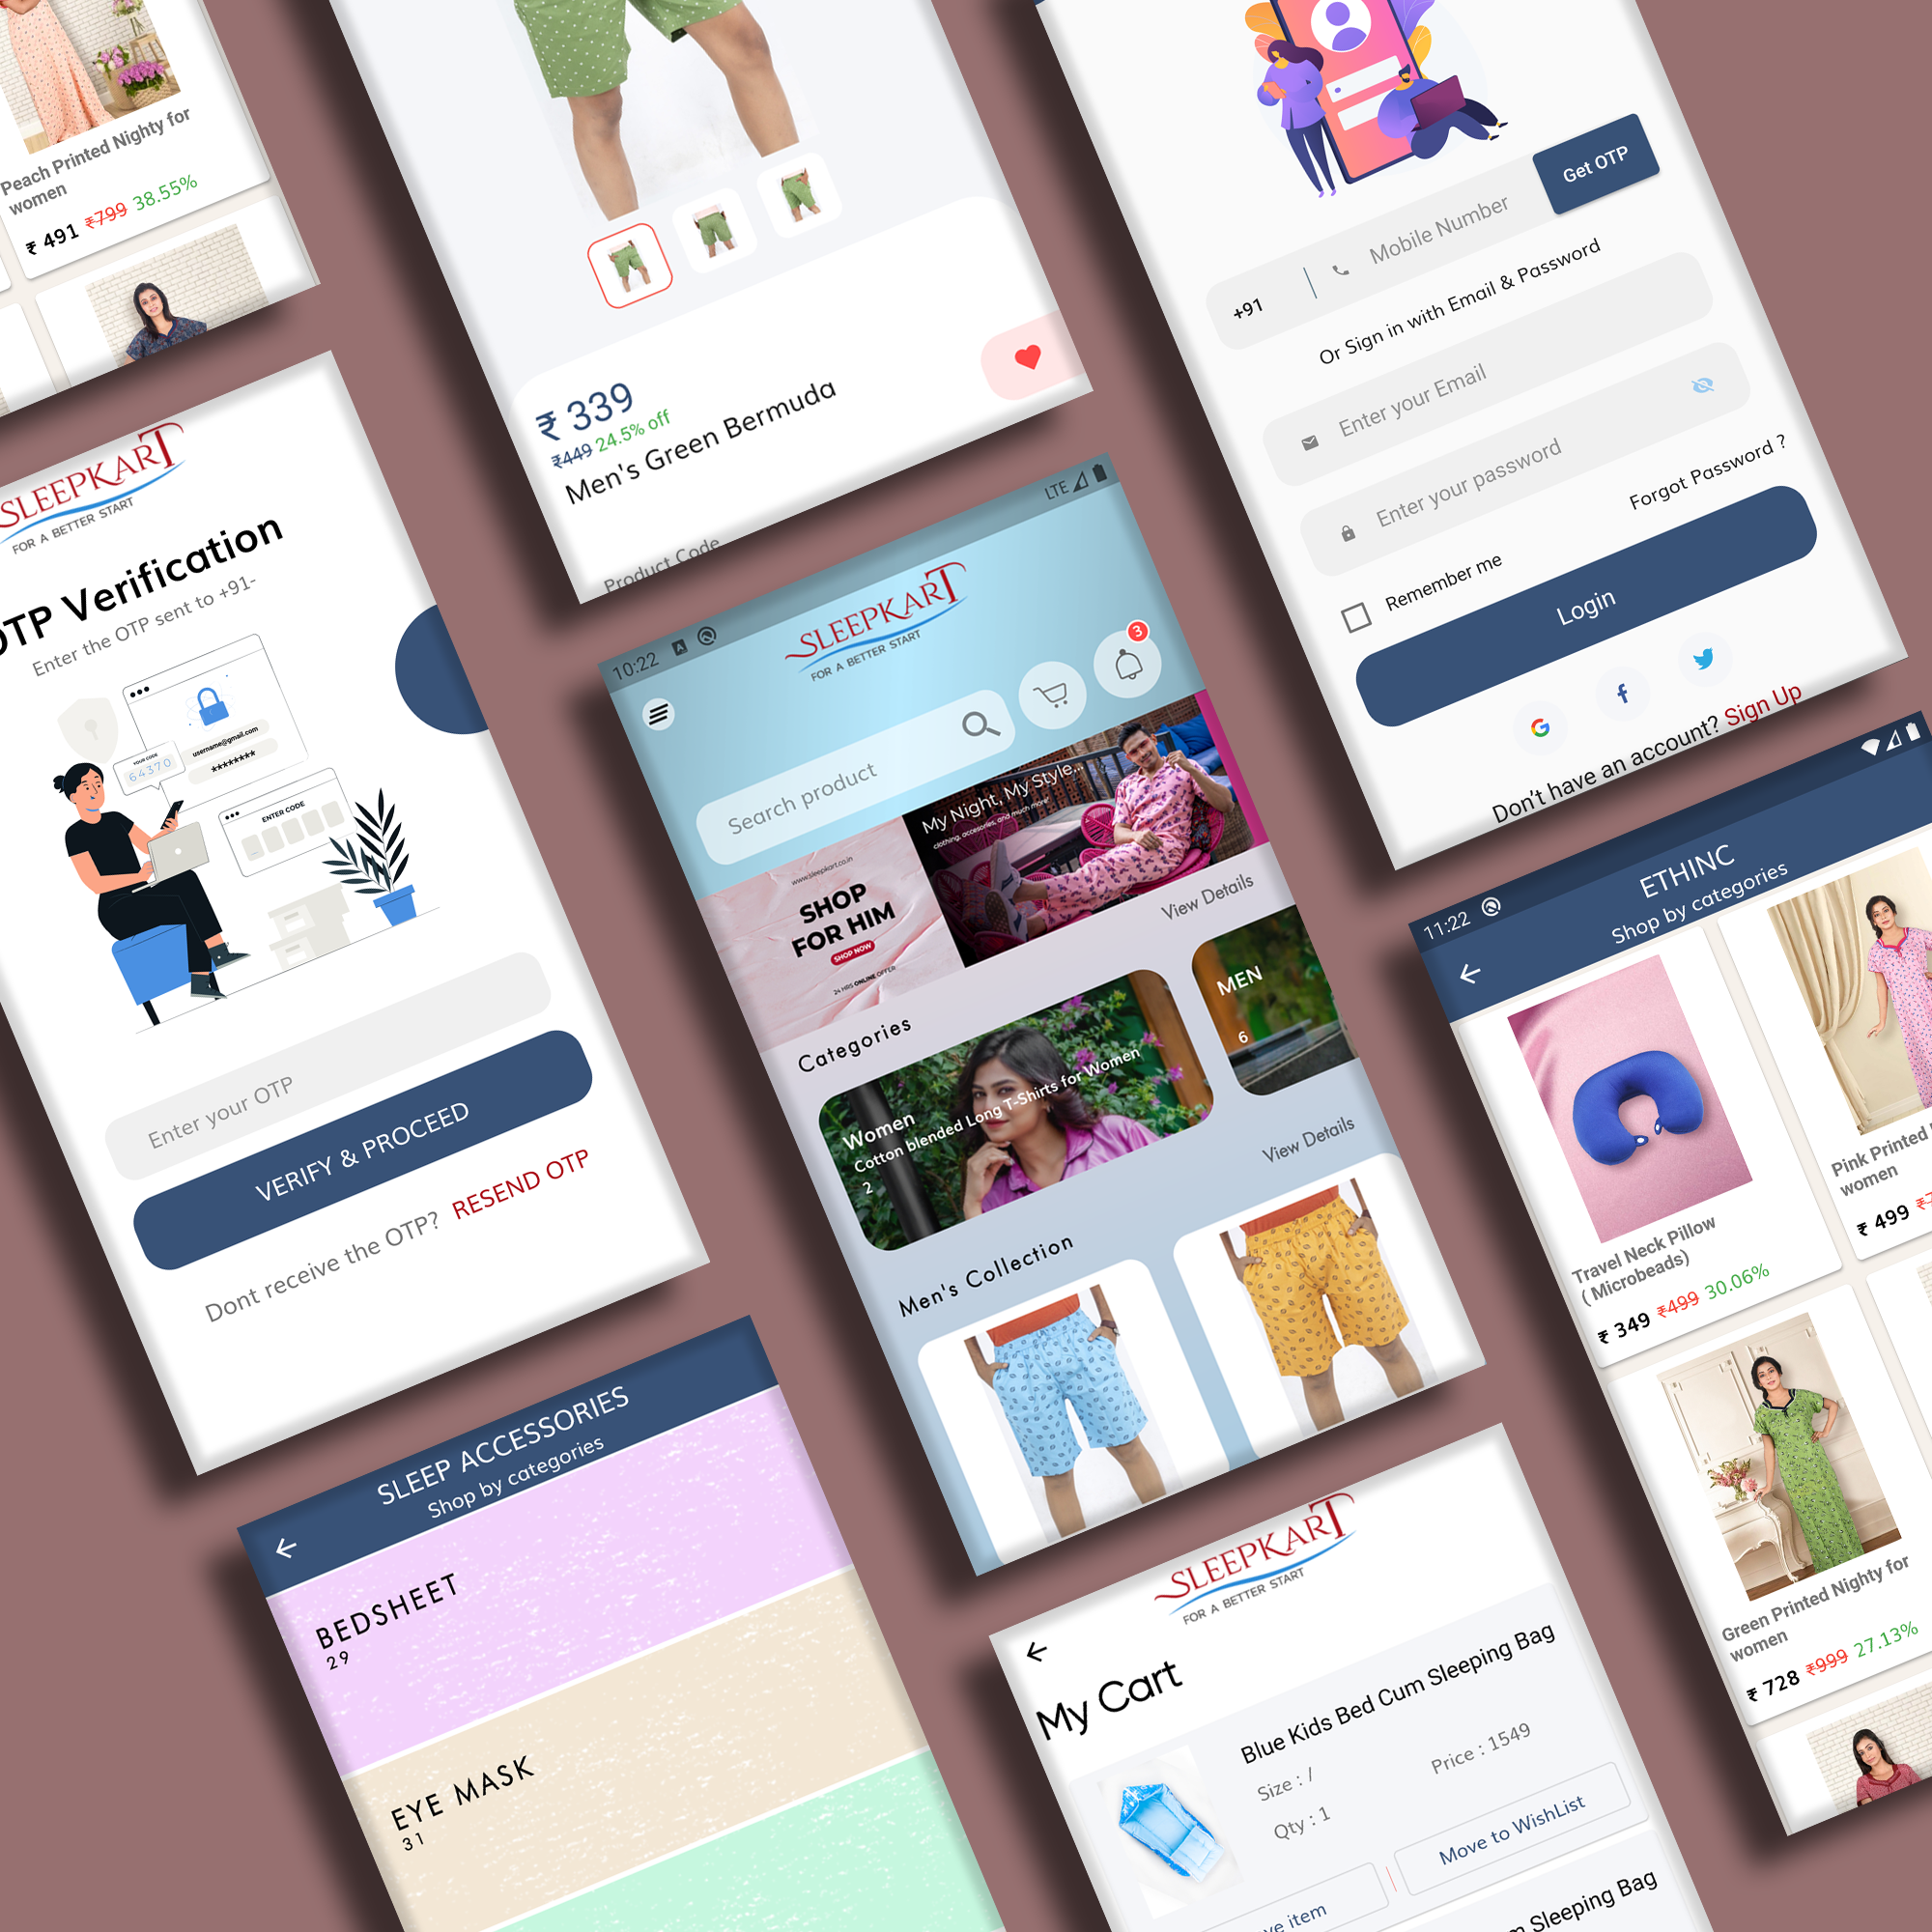 Peach Printed Nighty for
women
₹ 491 ₹799 38.55%
₹ 339
₹449 24.5% off
Men's Green Bermuda
Product Code
Get OTP
+91
Mobile Number
Or Sign in with Email & Password
Enter your Email
Enter your password
Forgot Password ?
Remember me
Login
Don't have an account? Sign Up
SLEEPKART
FOR A BETTER START
OTP Verification
Enter the OTP sent to +91-
username@gmail.com
********
YOUR CODE
64370
ENTER CODE
Enter your OTP
VERIFY & PROCEED
Dont receive the OTP? RESEND OTP
10:22
LTE
SLEEPKART
FOR A BETTER START
3
Search product
www.sleepkart.co.in
SHOP
FOR HIM
SHOP NOW
24 HRS ONLINE OFFER
My Night, My Style...
clothing, accesories, and much more!
Categories
View Details
Women
Cotton blended Long T-Shirts for Women
2
MEN
6
Men's Collection
View Details
11:22
ETHINC
Shop by categories
Travel Neck Pillow
( Microbeads)
₹ 349 ₹499 30.06%
Pink Printed
women
₹ 499
Green Printed Nighty for
women
₹ 728 ₹999 27.13%
SLEEP ACCESSORIES
Shop by categories
BEDSHEET
29
EYE MASK
31
SLEEPKART
FOR A BETTER START
My Cart
Blue Kids Bed Cum Sleeping Bag
Size : /
Price : 1549
Qty : 1
Move to WishList
item
Sleeping Bag